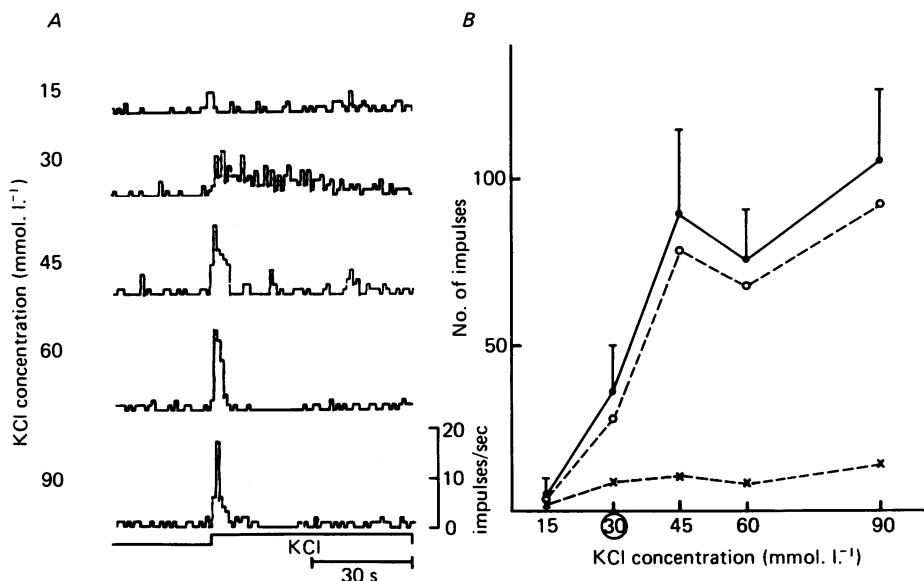 A
B
KCl concentration (mmol. l.⁻¹)
15
30
45
60
90
20
10
0
impulses/sec
KCl
30 s
No. of impulses
100
50
15 30 45 60 90
KCl concentration (mmol. l.⁻¹)